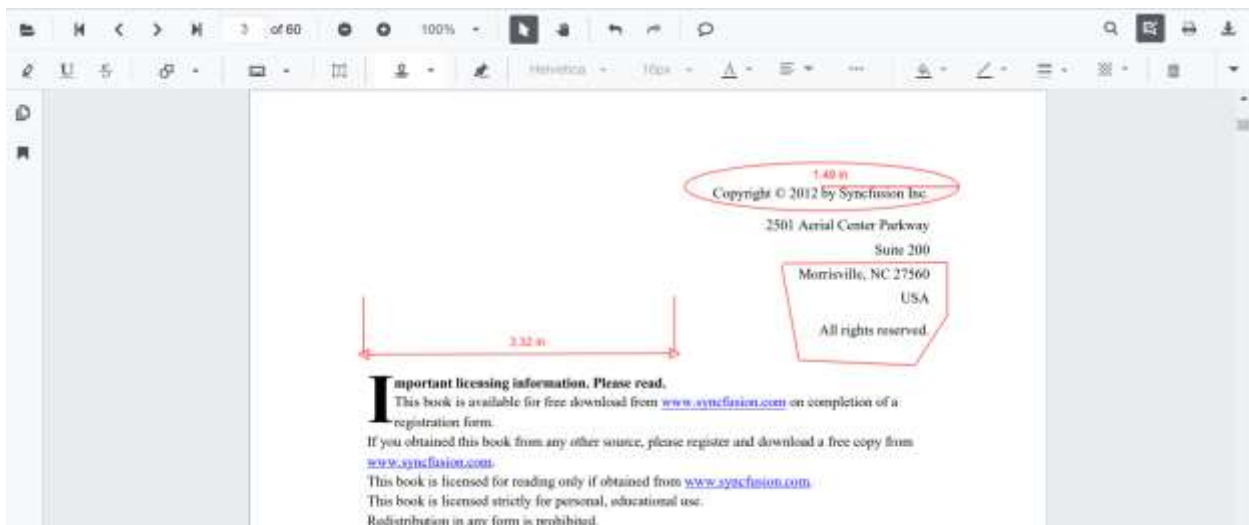 3 of 60 100%
Helvetica 16px A
1.49 in
Copyright © 2012 by Syncfusion Inc.
2501 Aerial Center Parkway
Suite 200
Morrisville, NC 27560
USA
All rights reserved.
3.32 in
Important licensing information. Please read.
This book is available for free download from www.syncfusion.com on completion of a
registration form.
If you obtained this book from any other source, please register and download a free copy from
www.syncfusion.com.
This book is licensed for reading only if obtained from www.syncfusion.com.
This book is licensed strictly for personal, educational use.
Redistribution in any form is prohibited.